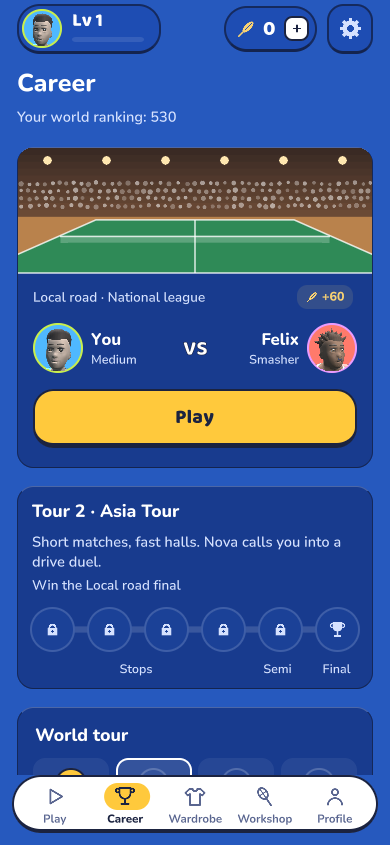 Lv 1
0
+
Career
Your world ranking: 530
Local road · National league
+60
You
Medium
VS
Felix
Smasher
Play
Tour 2 · Asia Tour
Short matches, fast halls. Nova calls you into a
drive duel.
Win the Local road final
Stops
Semi
Final
World tour
Play
Career
Wardrobe
Workshop
Profile